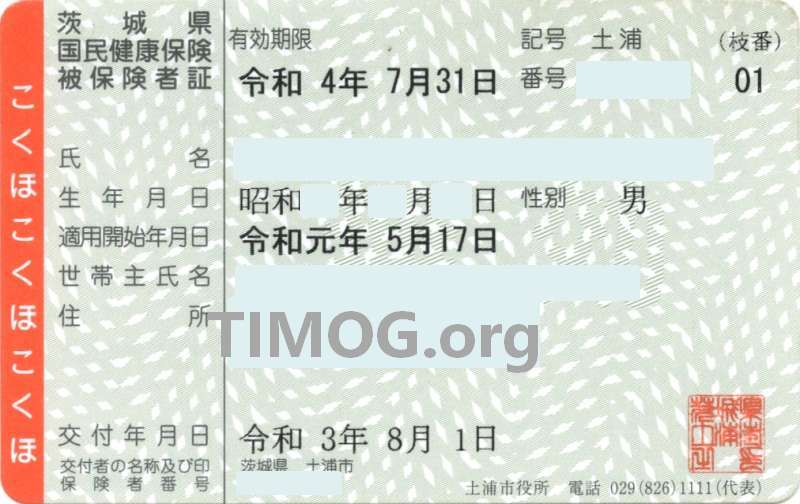 茨城県
国民健康保険
被保険者証
有効期限
令和 4年 7月31日
記号 土浦
番号
(枝番)
01
氏名
生年月日 昭和 年 月 日 性別 男
適用開始年月日 令和元年 5月17日
世帯主氏名
住所
TIMOG.org
交付年月日 令和 3年 8月 1日
交付者の名称及び印 茨城県 土浦市
保険者番号
土浦市役所 電話 029(826)1111(代表)
こくほこくほこくほ